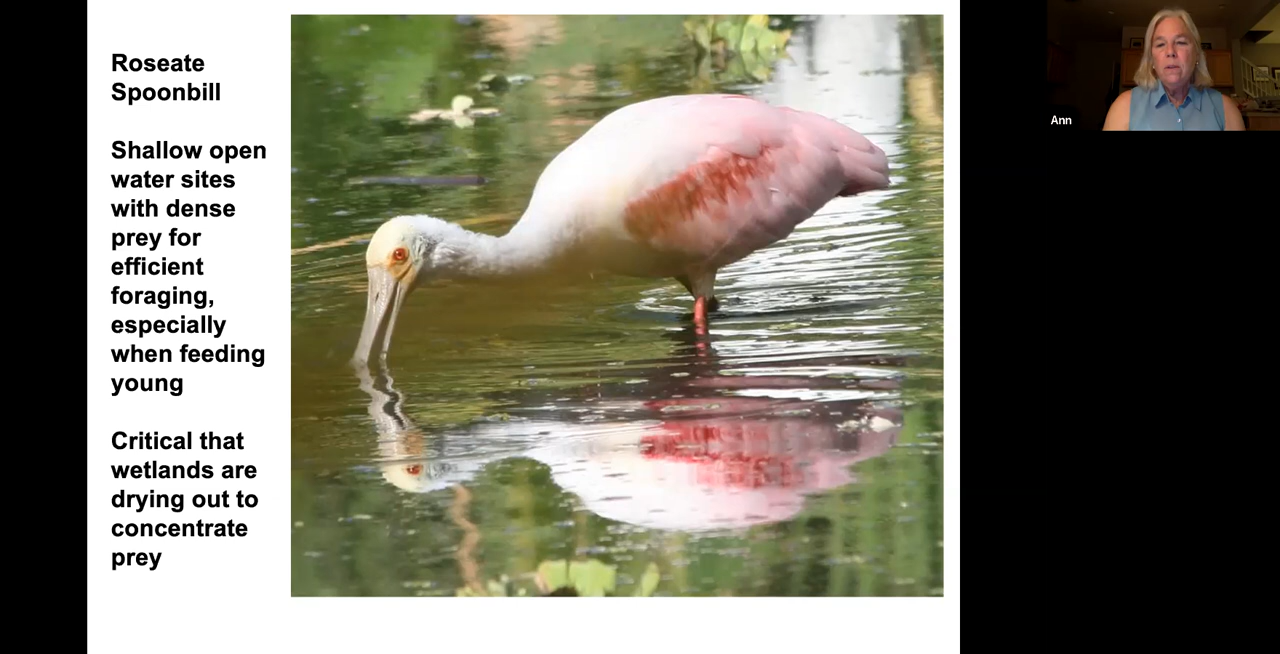 Roseate
Spoonbill
Shallow open
water sites
with dense
prey for
efficient
foraging,
especially
when feeding
young
Critical that
wetlands are
drying out to
concentrate
prey
Ann